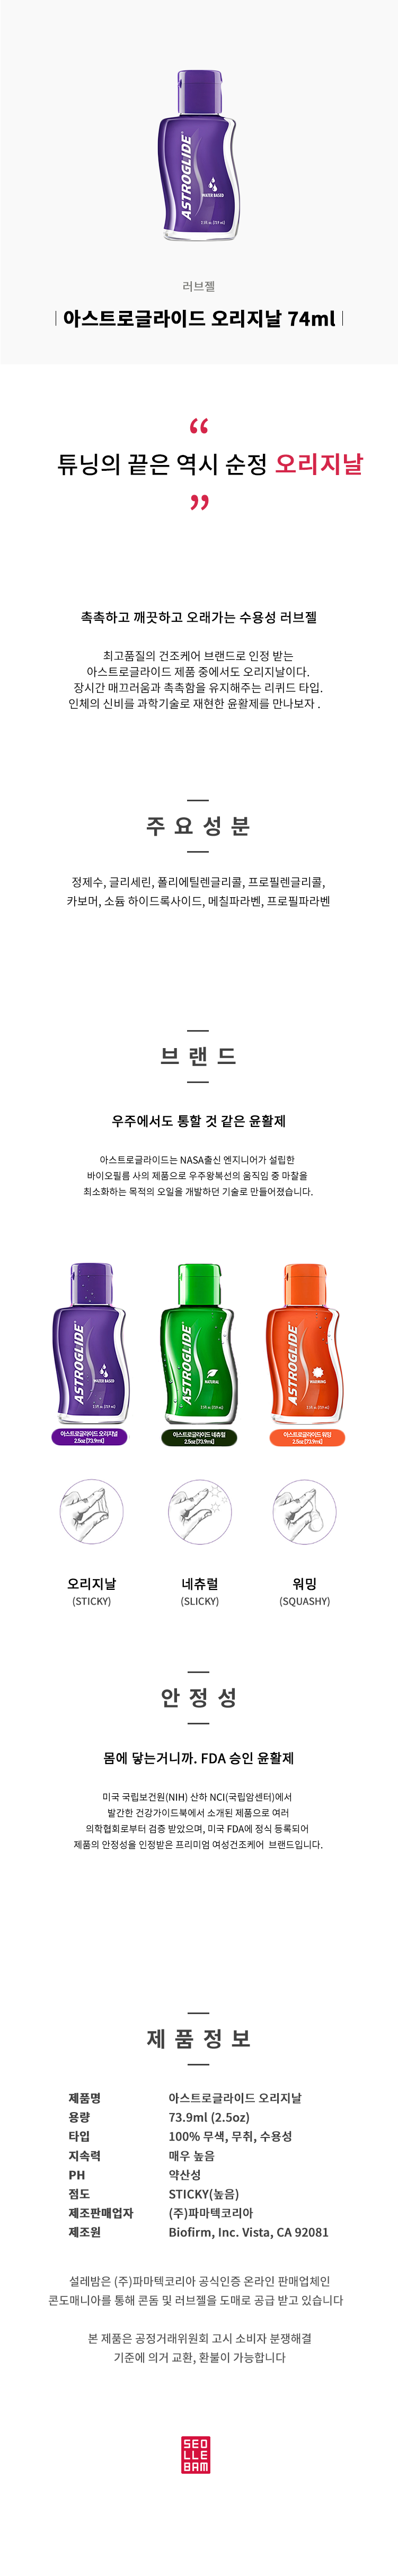 ASTROGLIDE
WATER BASED
2.5 FL oz. (73.9 ml)
러브젤
아스트로글라이드 오리지날 74ml
“
튜닝의 끝은 역시 순정 오리지날
”
촉촉하고 깨끗하고 오래가는 수용성 러브젤
최고품질의 건조케어 브랜드로 인정 받는
아스트로글라이드 제품 중에서도 오리지날이다.
장시간 매끄러움과 촉촉함을 유지해주는 리퀴드 타입.
인체의 신비를 과학기술로 재현한 윤활제를 만나보자 .
주요성분
정제수, 글리세린, 폴리에틸렌글리콜, 프로필렌글리콜,
카보머, 소듐 하이드록사이드, 메칠파라벤, 프로필파라벤
브랜드
우주에서도 통할 것 같은 윤활제
아스트로글라이드는 NASA출신 엔지니어가 설립한
바이오필름 사의 제품으로 우주왕복선의 움직임 중 마찰을
최소화하는 목적의 오일을 개발하던 기술로 만들어졌습니다.
ASTROGLIDE
WATER BASED
ASTROGLIDE
NATURAL
ASTROGLIDE
WARMING
아스트로글라이드 오리지널
2.5oz [73.9mL]
아스트로글라이드 네츄럴
2.5oz [73.9mL]
아스트로글라이드 워밍
2.5oz [73.9mL]
오리지날
(STICKY)
네츄럴
(SLICKY)
워밍
(SQUASHY)
안정성
몸에 닿는거니까. FDA 승인 윤활제
미국 국립보건원(NIH) 산하 NCI(국립암센터)에서
발간한 건강가이드북에서 소개된 제품으로 여러
의학협회로부터 검증 받았으며, 미국 FDA에 정식 등록되어
제품의 안정성을 인정받은 프리미엄 여성건조케어 브랜드입니다.
제품정보
제품명 아스트로글라이드 오리지날
용량 73.9ml (2.5oz)
타입 100% 무색, 무취, 수용성
지속력 매우 높음
PH 약산성
점도 STICKY(높음)
제조판매업자 (주)파마텍코리아
제조원 Biofirm, Inc. Vista, CA 92081
설레밤은 (주)파마텍코리아 공식인증 온라인 판매업체인
콘도매니아를 통해 콘돔 및 러브젤을 도매로 공급 받고 있습니다
본 제품은 공정거래위원회 고시 소비자 분쟁해결
기준에 의거 교환, 환불이 가능합니다
SEO
LLE
BAM